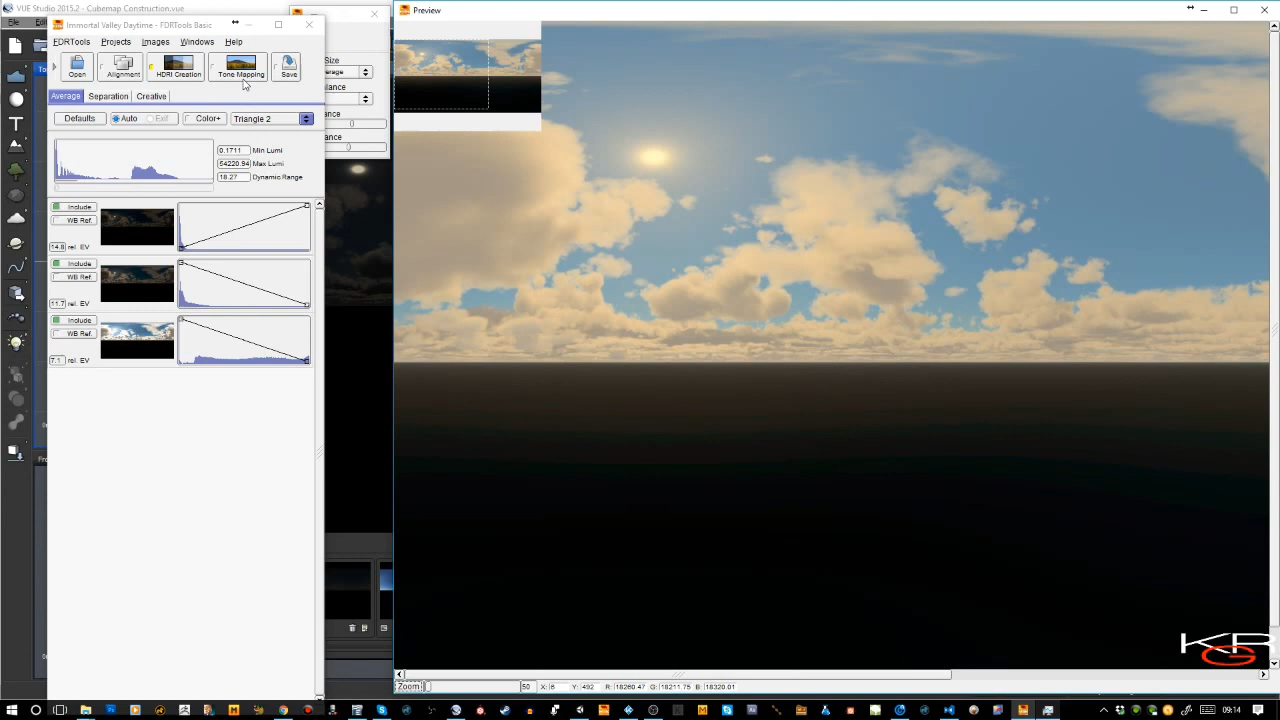 VUE Studio 2015.2 - Cubemap Construction.vue
File
Immortal Valley Daytime - FDRTools Basic
FDRTools Projects Images Windows Help
Open Alignment HDRI Creation Tone Mapping Save
Average Separation Creative
Defaults Auto Exif Color+ Triangle 2
0.1711 Min Lumi
54220.94 Max Lumi
18.27 Dynamic Range
Include
WB Ref.
14.8 rel. EV
Include
WB Ref.
11.7 rel. EV
Include
WB Ref.
7.1 rel. EV
Size
Preview
KRG
Zoom: 50 X: 6 Y: 492 R: 18260.47 G: 18211.75 B: 18320.01
09:14